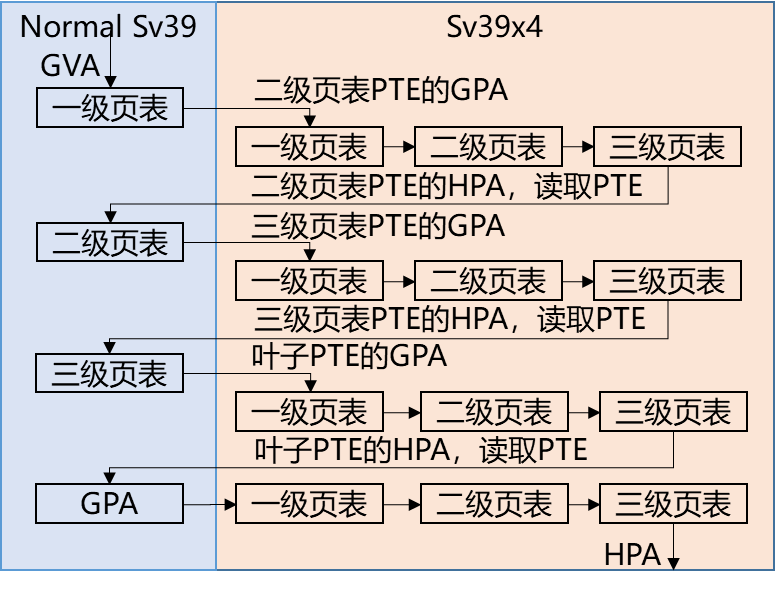 Normal Sv39
Sv39x4
GVA
一级页表
二级页表PTE的GPA
一级页表
二级页表
三级页表
二级页表PTE的HPA，读取PTE
二级页表
三级页表PTE的GPA
一级页表
二级页表
三级页表
三级页表PTE的HPA，读取PTE
三级页表
叶子PTE的GPA
一级页表
二级页表
三级页表
叶子PTE的HPA，读取PTE
GPA
一级页表
二级页表
三级页表
HPA